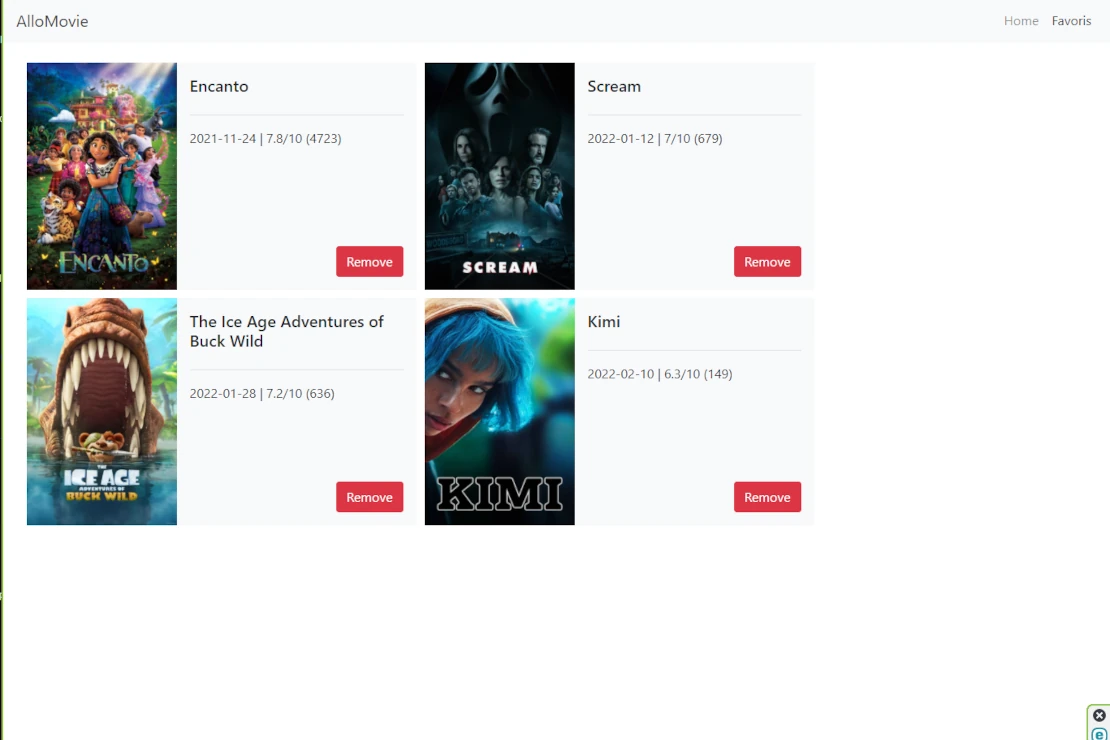 AlloMovie
Home Favoris
Encanto
2021-11-24 | 7.8/10 (4723)
ENCANTO
Remove
Scream
2022-01-12 | 7/10 (679)
SCREAM
Remove
The Ice Age Adventures of
Buck Wild
2022-01-28 | 7.2/10 (636)
THE
ICE AGE
ADVENTURES OF
BUCK WILD
Remove
Kimi
2022-02-10 | 6.3/10 (149)
KIMI
Remove